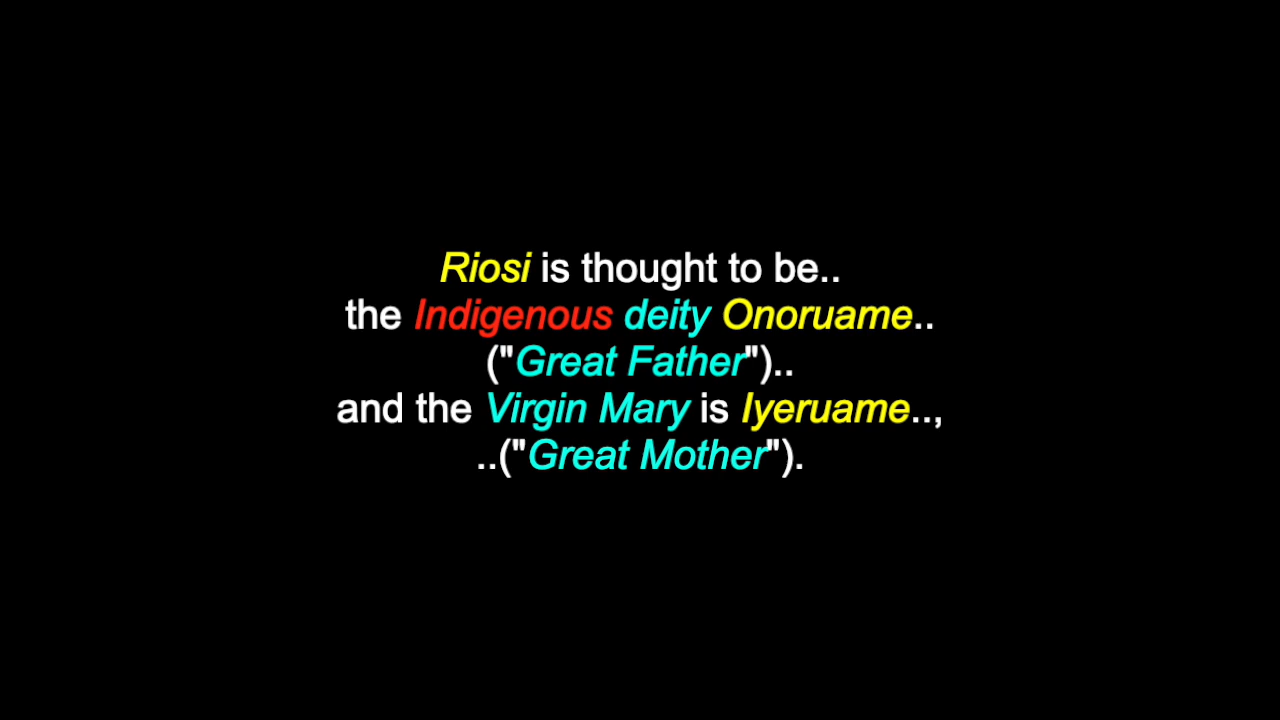 Riosi is thought to be..
the Indigenous deity Onoruame..
("Great Father")..
and the Virgin Mary is Iyeruame..,
..("Great Mother").